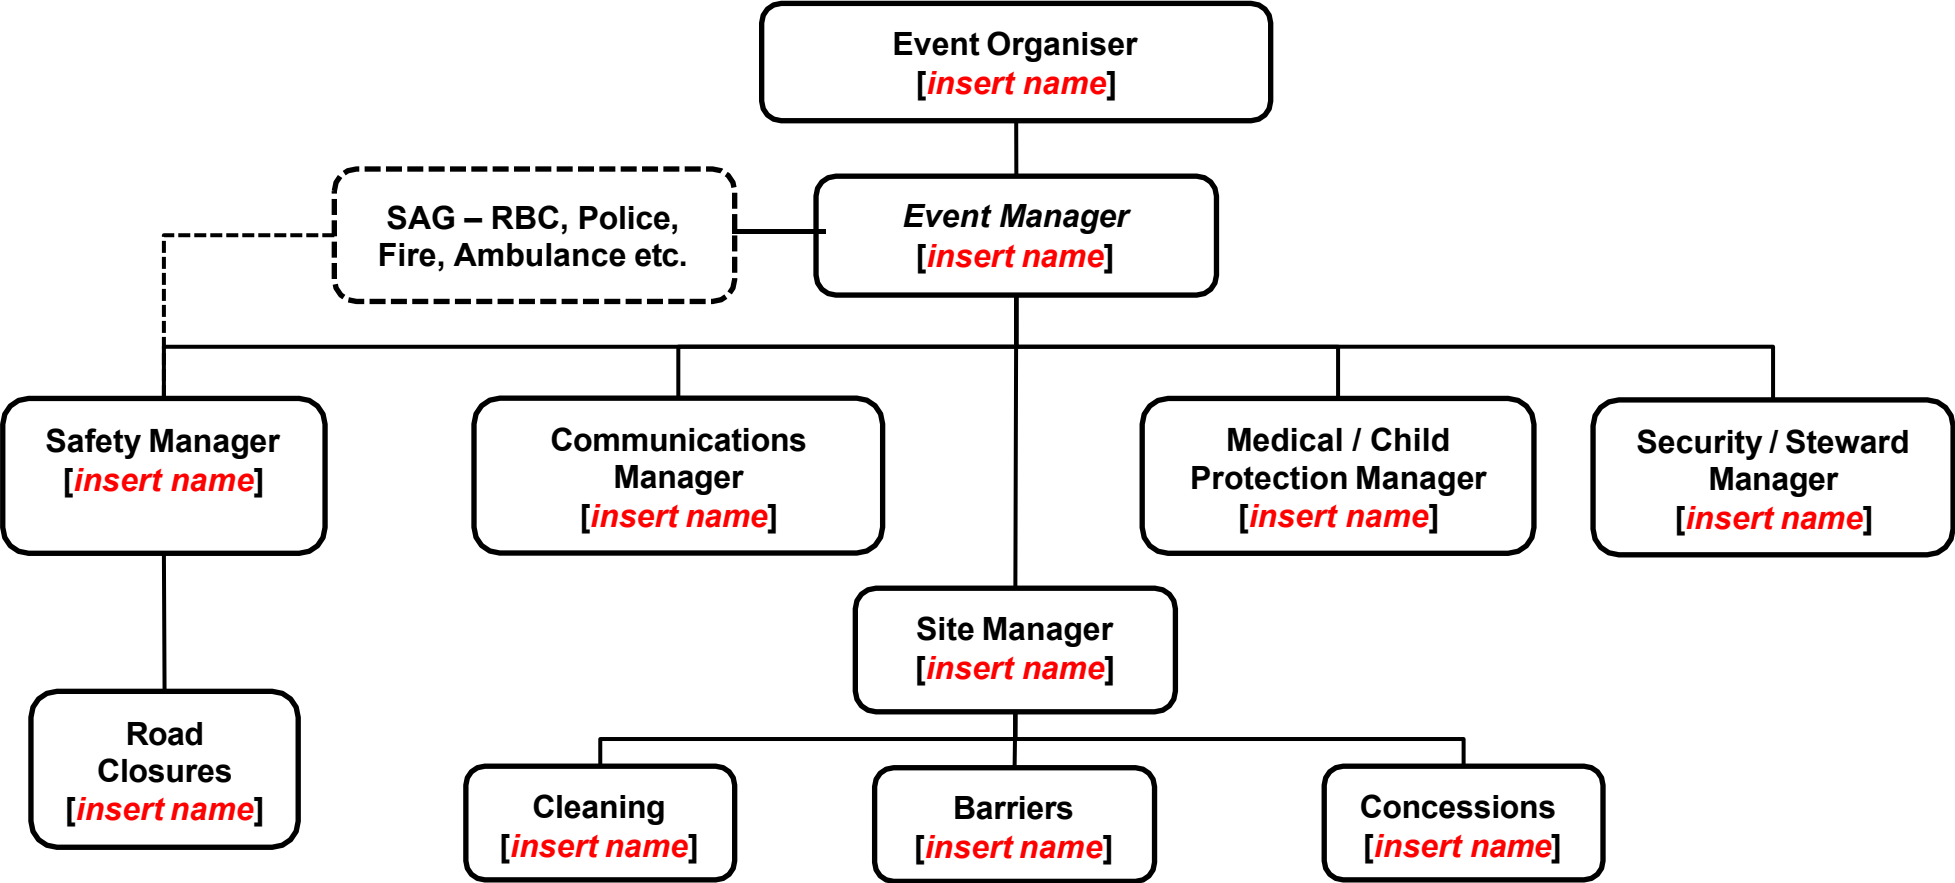 Event Organiser
[insert name]
SAG – RBC, Police,
Fire, Ambulance etc.
Event Manager
[insert name]
Safety Manager
[insert name]
Communications
Manager
[insert name]
Medical / Child
Protection Manager
[insert name]
Security / Steward
Manager
[insert name]
Site Manager
[insert name]
Road
Closures
[insert name]
Cleaning
[insert name]
Barriers
[insert name]
Concessions
[insert name]